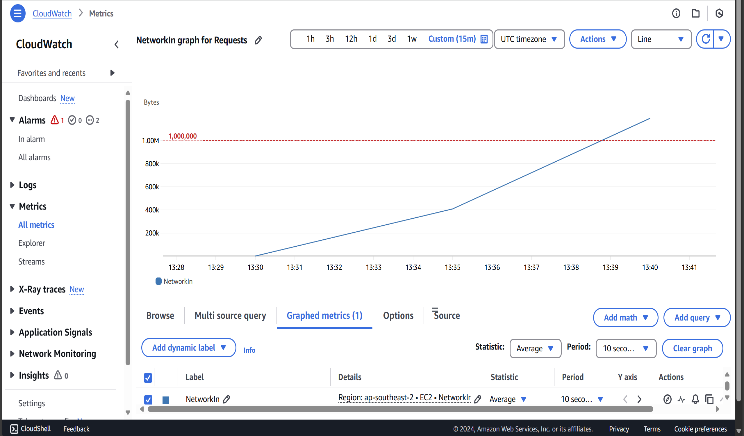 CloudWatch > Metrics
CloudWatch
Favorites and recents
Dashboards New
Alarms 1 0 2
In alarm
All alarms
Logs
Metrics
All metrics
Explorer
Streams
X-Ray traces New
Events
Application Signals
Network Monitoring
Insights 0
Settings
NetworkIn graph for Requests
1h 3h 12h 1d 3d 1w Custom (15m) UTC timezone Actions Line
Bytes
1,000,000
1.00M
800k
600k
400k
200k
13:28 13:29 13:30 13:31 13:32 13:33 13:34 13:35 13:36 13:37 13:38 13:39 13:40 13:41
NetworkIn
Browse Multi source query Graphed metrics (1) Options Source Add math Add query
Add dynamic label Info Statistic: Average Period: 10 seco... Clear graph
Label Details Statistic Period Y axis Actions
NetworkIn Region: ap-southeast-2 • EC2 • NetworkIn Average 10 seco...
CloudShell Feedback © 2024, Amazon Web Services, Inc. or its affiliates. Privacy Terms Cookie preferences